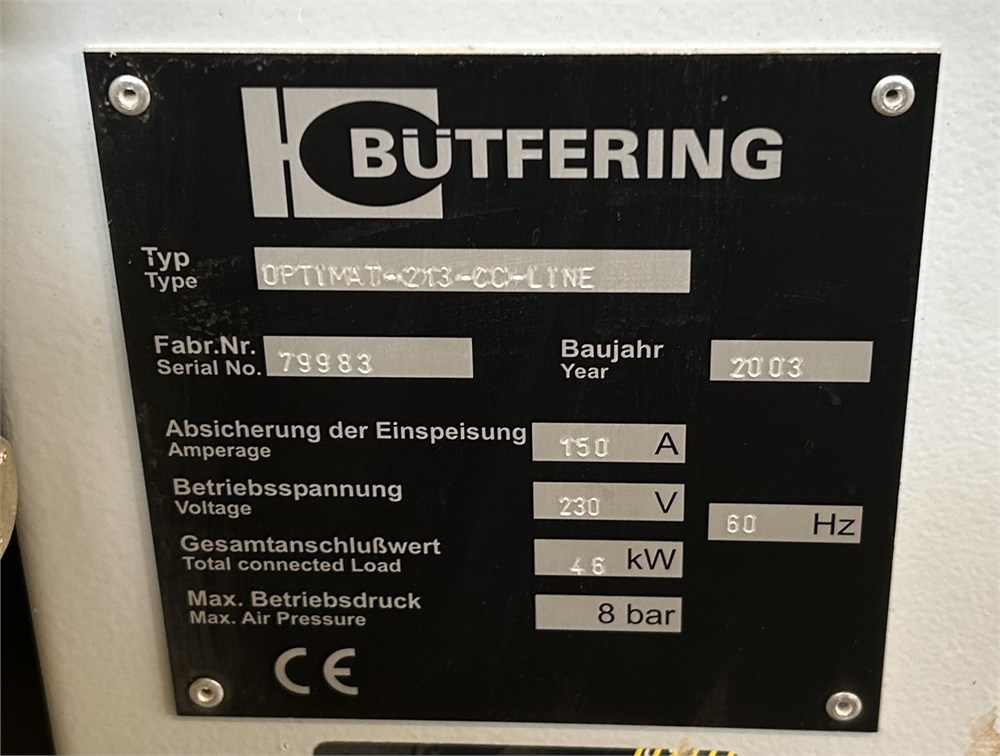 BÜTFERING
Typ
Type
OPTIMAT-213-CC-LINE
Fabr.Nr.
Serial No.
79983
Baujahr
Year
2003
Absicherung der Einspeisung
Amperage
150 A
Betriebsspannung
Voltage
230 V
60 Hz
Gesamtanschlußwert
Total connected Load
46 kW
Max. Betriebsdruck
Max. Air Pressure
8 bar
CE